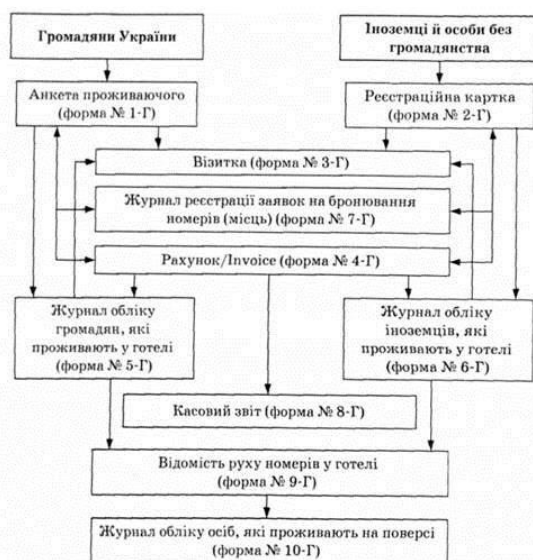 Громадяни України
Іноземці й особи без
громадянства
Анкета проживаючого
(форма № 1-Г)
Реєстраційна картка
(форма № 2-Г)
Візитка (форма № 3-Г)
Журнал реєстрації заявок на бронювання
номерів (місць) (форма № 7-Г)
Рахунок/Invoice (форма № 4-Г)
Журнал обліку
громадян, які
проживають у готелі
(форма № 5-Г)
Журнал обліку
іноземців, які
проживають у готелі
(форма № 6-Г)
Касовий звіт (форма № 8-Г)
Відомість руху номерів у готелі
(форма № 9-Г)
Журнал обліку осіб, які проживають на поверсі
(форма № 10-Г)